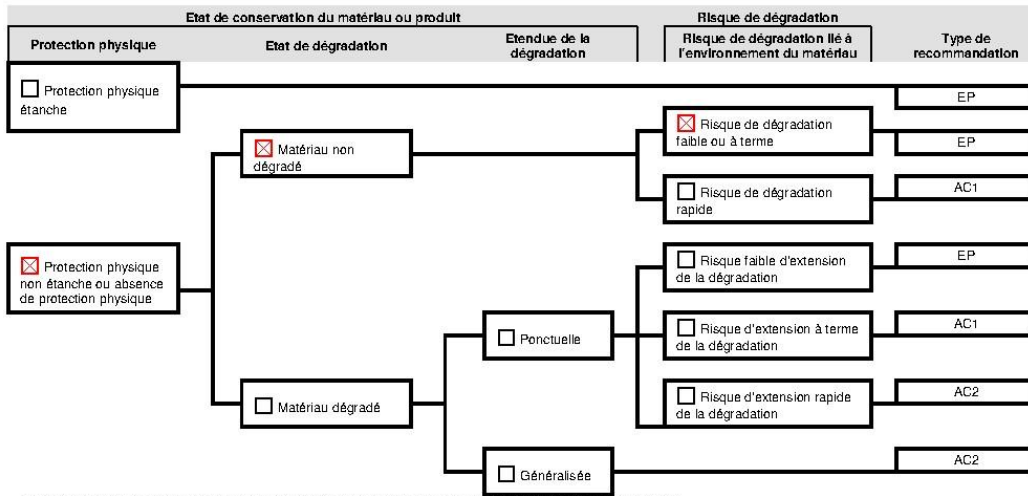 Etat de conservation du matériau ou produit
Risque de dégradation
Protection physique
Etat de dégradation
Etendue de la
dégradation
Risque de dégradation lié à
l'environnement du matériau
Type de
recommandation
Protection physique
étanche
EP
Matériau non
dégradé
Risque de dégradation
faible ou à terme
EP
Risque de dégradation
rapide
AC1
Protection physique
non étanche ou absence
de protection physique
Risque faible d'extension
de la dégradation
EP
Ponctuelle
Risque d'extension à terme
de la dégradation
AC1
Matériau dégradé
Risque d'extension rapide
de la dégradation
AC2
Généralisée
AC2